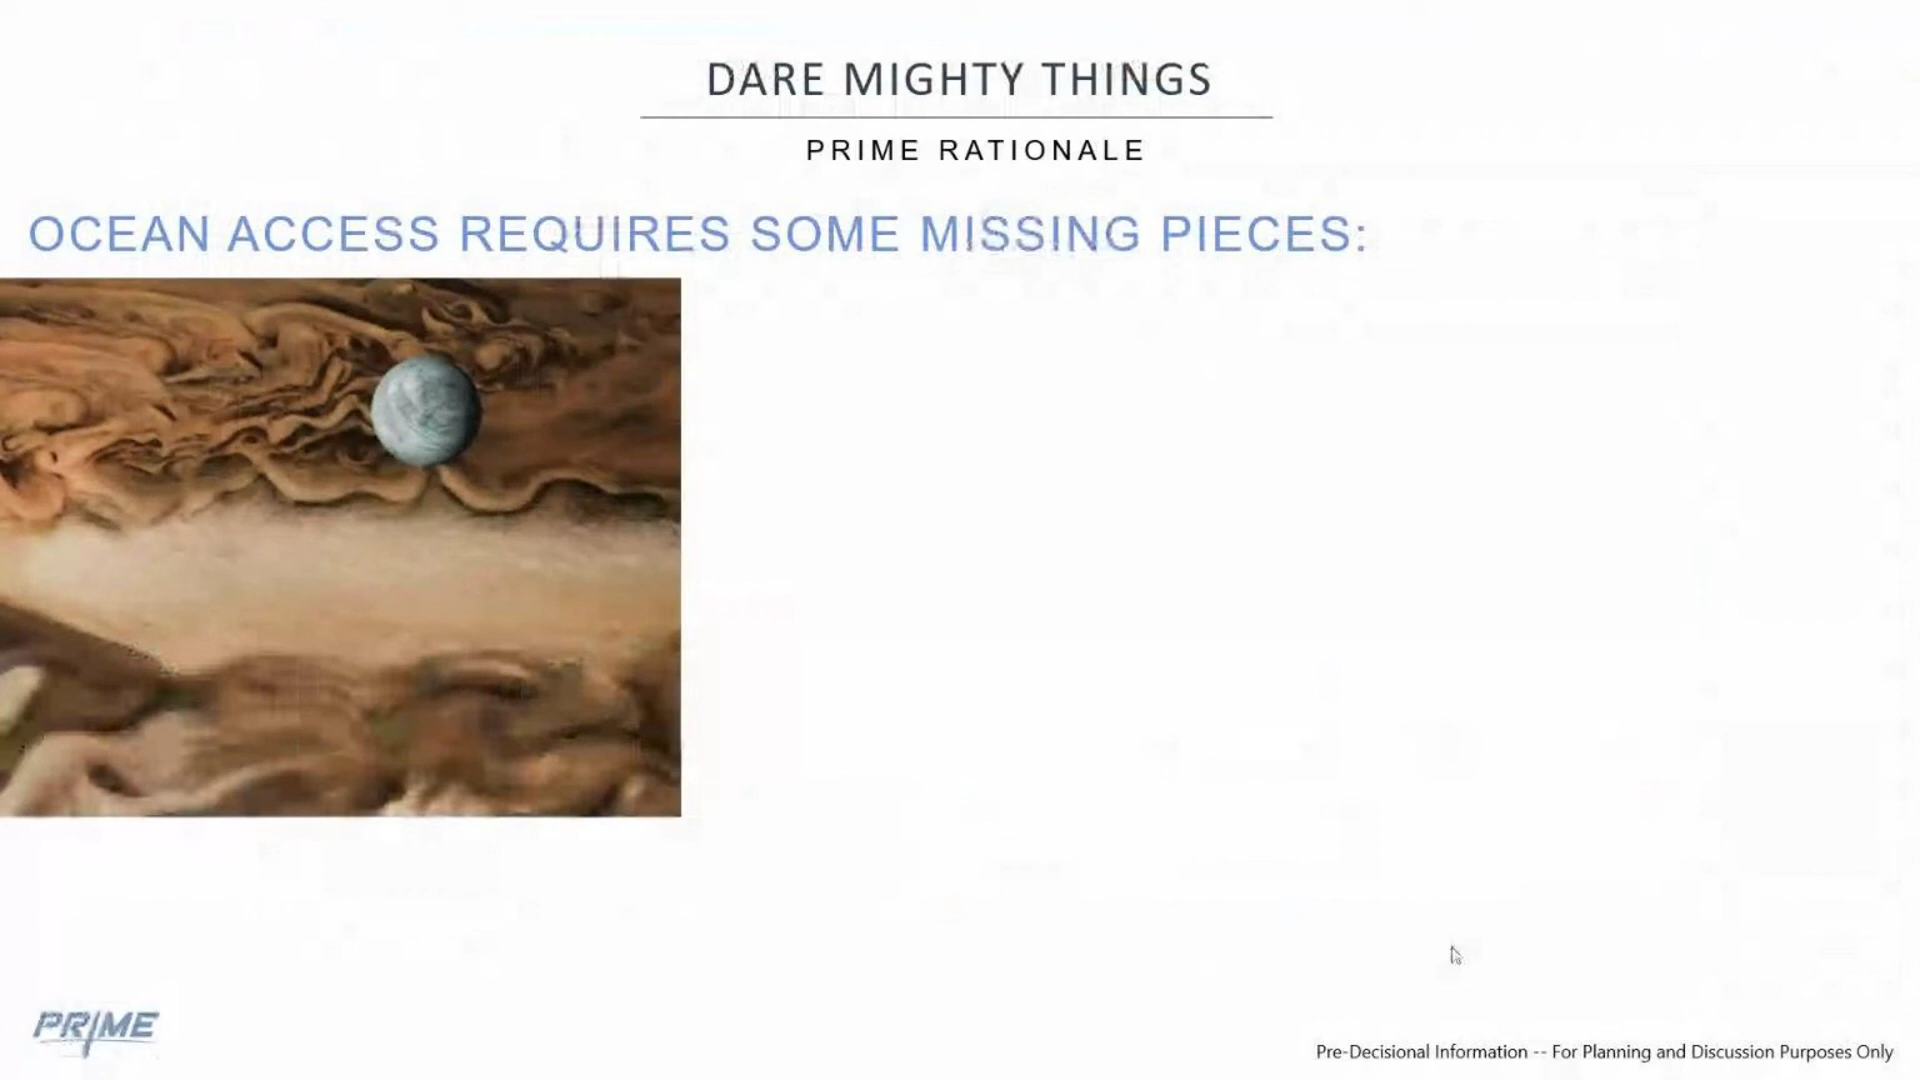 DARE MIGHTY THINGS
PRIME RATIONALE
OCEAN ACCESS REQUIRES SOME MISSING PIECES:
PRIME
Pre-Decisional Information -- For Planning and Discussion Purposes Only